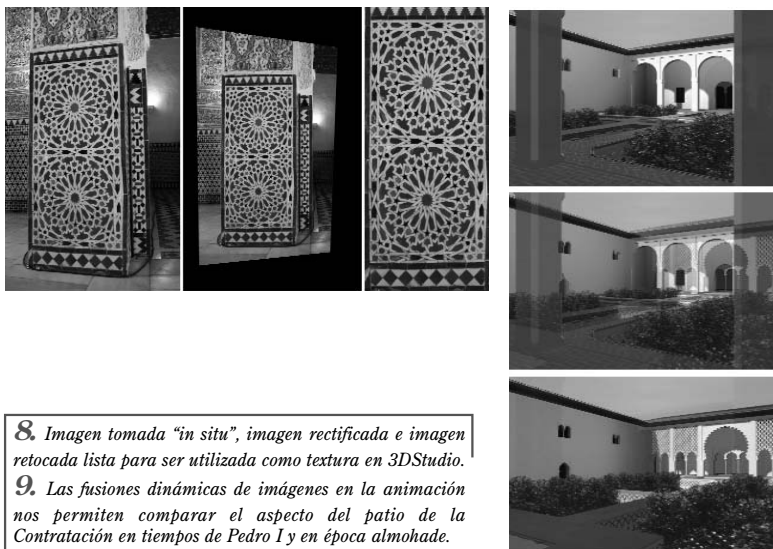 8. Imagen tomada “in situ”, imagen rectificada e imagen
retocada lista para ser utilizada como textura en 3DStudio.
9. Las fusiones dinámicas de imágenes en la animación
nos permiten comparar el aspecto del patio de la
Contratación en tiempos de Pedro I y en época almohade.